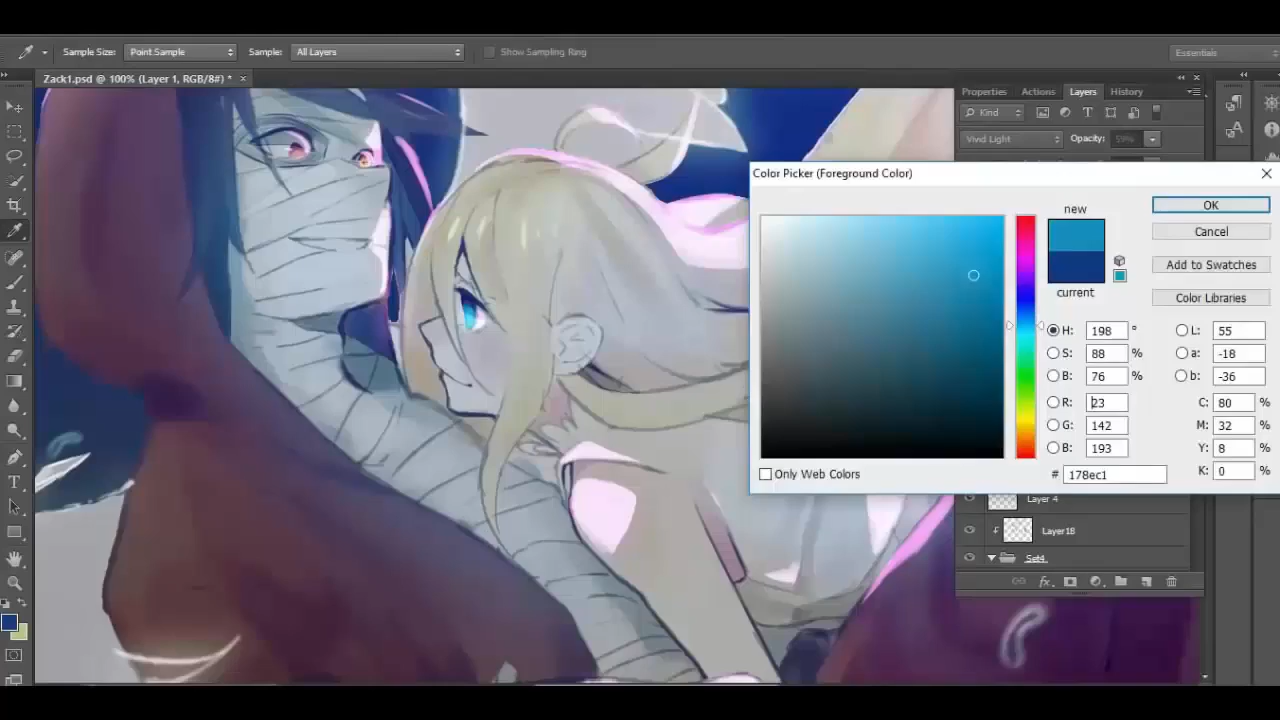 Sample Size: Point Sample Sample: All Layers Show Sampling Ring Essentials
Zack1.psd @ 100% (Layer 1, RGB/8#) * ×
Properties Actions Layers History
Kind
Vivid Light Opacity: 59%
Color Picker (Foreground Color)
new
current
OK
Cancel
Add to Swatches
Color Libraries
H: 198 °
S: 88 %
B: 76 %
R: 23
G: 142
B: 193
L: 55
a: -18
b: -36
C: 80 %
M: 32 %
Y: 8 %
K: 0 %
# 178ec1
Only Web Colors
Layer 4
Layer18
Set4